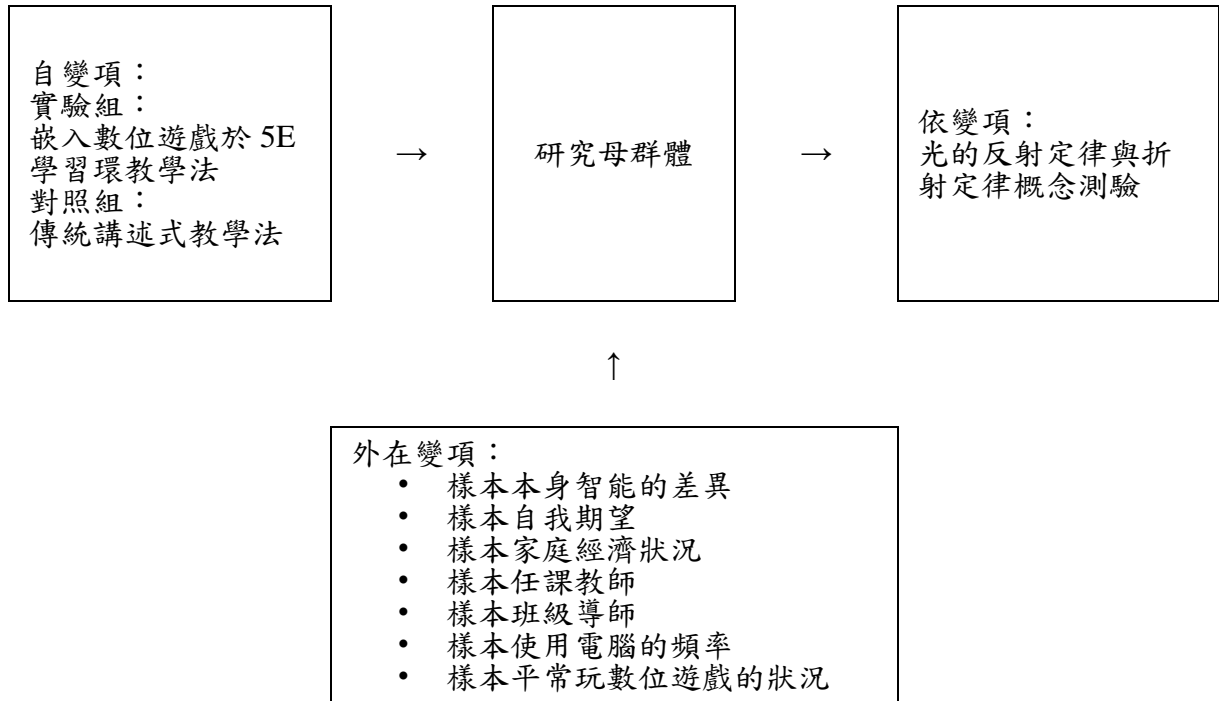 自變項：
實驗組：
嵌入數位遊戲於 5E
學習環教學法
對照組：
傳統講述式教學法
→
研究母群體
→
依變項：
光的反射定律與折
射定律概念測驗
↑
外在變項：
• 樣本本身智能的差異
• 樣本自我期望
• 樣本家庭經濟狀況
• 樣本任課教師
• 樣本班級導師
• 樣本使用電腦的頻率
• 樣本平常玩數位遊戲的狀況